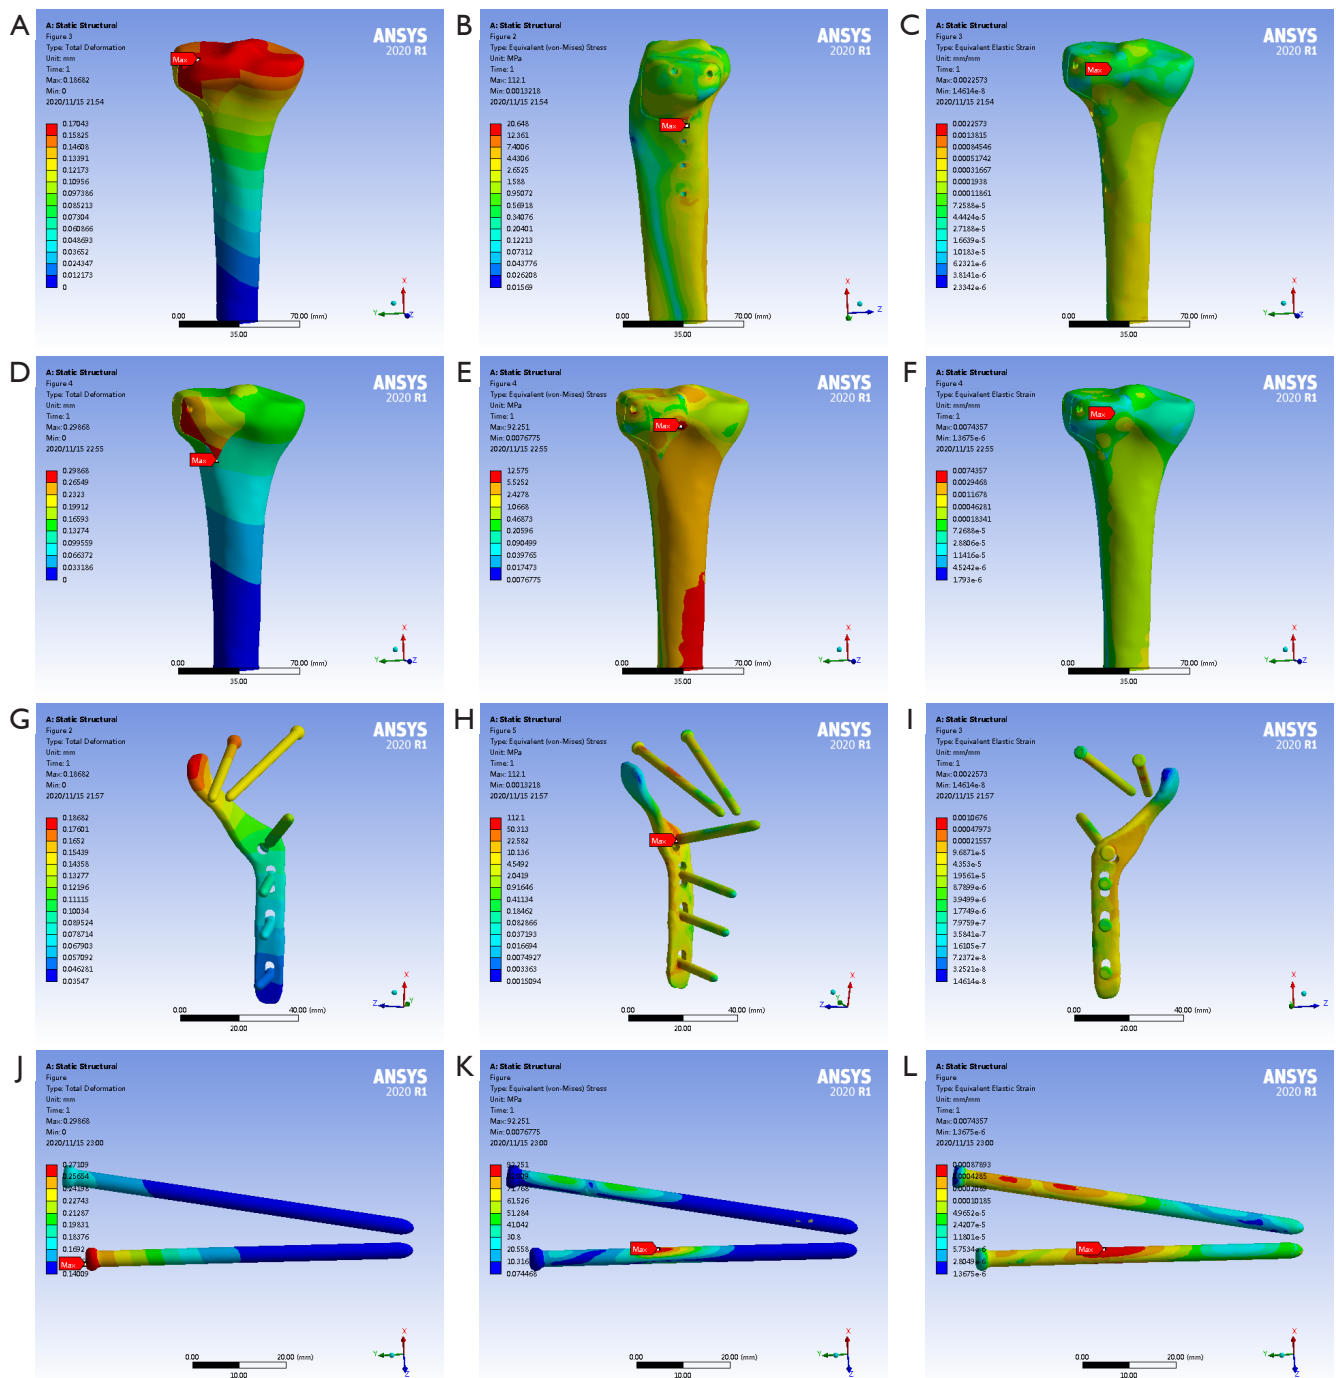 A
A: Static Structural
Figure 3
Type: Total Deformation
Unit: mm
Time: 1
Max: 0.18682
Min: 0
2020/11/15 21:54
ANSYS
2020 R1
Max
0.17043
0.15825
0.14608
0.13391
0.12173
0.10956
0.097386
0.085213
0.07304
0.060866
0.048693
0.03652
0.024347
0.012173
0
0.00
70.00 (mm)
35.00
X
Y
Z
B
A: Static Structural
Figure 2
Type: Equivalent (von-Mises) Stress
Unit: MPa
Time: 1
Max: 112.1
Min: 0.0013218
2020/11/15 21:54
ANSYS
2020 R1
Max
20.648
12.361
7.4006
4.4306
2.6525
1.588
0.95072
0.56918
0.34076
0.20401
0.12213
0.07312
0.043776
0.026208
0.01569
0.00
70.00 (mm)
35.00
X
Z
C
A: Static Structural
Figure 3
Type: Equivalent Elastic Strain
Unit: mm/mm
Time: 1
Max: 0.0022573
Min: 1.4614e-8
2020/11/15 21:54
ANSYS
2020 R1
Max
0.0022573
0.0013815
0.00084546
0.00051742
0.00031667
0.0001938
0.00011861
7.2588e-5
4.4424e-5
2.7188e-5
1.6639e-5
1.0183e-5
6.2321e-6
3.8141e-6
2.3342e-6
0.00
70.00 (mm)
35.00
X
Y
Z
D
A: Static Structural
Figure 4
Type: Total Deformation
Unit: mm
Time: 1
Max: 0.29868
Min: 0
2020/11/15 22:55
ANSYS
2020 R1
Max
0.29868
0.26549
0.2323
0.19912
0.16593
0.13274
0.099559
0.066372
0.033186
0
0.00
70.00 (mm)
35.00
X
Y
Z
E
A: Static Structural
Figure 4
Type: Equivalent (von-Mises) Stress
Unit: MPa
Time: 1
Max: 92.251
Min: 0.0076775
2020/11/15 22:55
ANSYS
2020 R1
Max
12.575
5.5252
2.4278
1.0668
0.46873
0.20596
0.090499
0.039765
0.017473
0.0076775
0.00
70.00 (mm)
35.00
X
Y
Z
F
A: Static Structural
Figure 4
Type: Equivalent Elastic Strain
Unit: mm/mm
Time: 1
Max: 0.0074357
Min: 1.3675e-6
2020/11/15 22:55
ANSYS
2020 R1
Max
0.0074357
0.0029468
0.0011678
0.00046281
0.00018341
7.2688e-5
2.8806e-5
1.1416e-5
4.5242e-6
1.793e-6
0.00
70.00 (mm)
35.00
X
Y
Z
G
A: Static Structural
Figure 2
Type: Total Deformation
Unit: mm
Time: 1
Max: 0.18682
Min: 0
2020/11/15 21:57
ANSYS
2020 R1
0.18682
0.17601
0.1652
0.15439
0.14358
0.13277
0.12196
0.11115
0.10034
0.089524
0.078714
0.067903
0.057092
0.046281
0.03547
0.00
40.00 (mm)
20.00
X
Z
Y
H
A: Static Structural
Figure 5
Type: Equivalent (von-Mises) Stress
Unit: MPa
Time: 1
Max: 112.1
Min: 0.0013218
2020/11/15 21:57
ANSYS
2020 R1
Max
112.1
50.313
22.582
10.136
4.5492
2.0419
0.91646
0.41134
0.18462
0.082866
0.037193
0.016694
0.0074927
0.003363
0.0015094
0.00
40.00 (mm)
20.00
X
Y
Z
I
A: Static Structural
Figure 3
Type: Equivalent Elastic Strain
Unit: mm/mm
Time: 1
Max: 0.0022573
Min: 1.4614e-8
2020/11/15 21:57
ANSYS
2020 R1
0.0010676
0.00047973
0.00021557
9.6871e-5
4.353e-5
1.9561e-5
8.7899e-6
3.9499e-6
1.7749e-6
7.9759e-7
3.5841e-7
1.6105e-7
7.2372e-8
3.2521e-8
1.4614e-8
0.00
40.00 (mm)
20.00
X
Z
J
A: Static Structural
Figure
Type: Total Deformation
Unit: mm
Time: 1
Max: 0.29868
Min: 0
2020/11/15 23:00
ANSYS
2020 R1
0.27109
0.25654
0.22743
0.21287
0.19831
0.18376
0.1692
0.14009
Max
0.00
20.00 (mm)
10.00
X
Y
Z
K
A: Static Structural
Figure
Type: Equivalent (von-Mises) Stress
Unit: MPa
Time: 1
Max: 92.251
Min: 0.0076775
2020/11/15 23:00
ANSYS
2020 R1
92.251
71.768
61.526
51.284
41.042
30.8
20.558
10.316
0.074468
Max
0.00
20.00 (mm)
10.00
X
Y
Z
L
A: Static Structural
Figure
Type: Equivalent Elastic Strain
Unit: mm/mm
Time: 1
Max: 0.0074357
Min: 1.3675e-6
2020/11/15 23:00
ANSYS
2020 R1
0.00087893
0.0004285
0.00010185
4.9652e-5
2.4207e-5
1.1801e-5
5.7534e-6
2.8049e-6
1.3675e-6
Max
0.00
20.00 (mm)
10.00
X
Y
Z